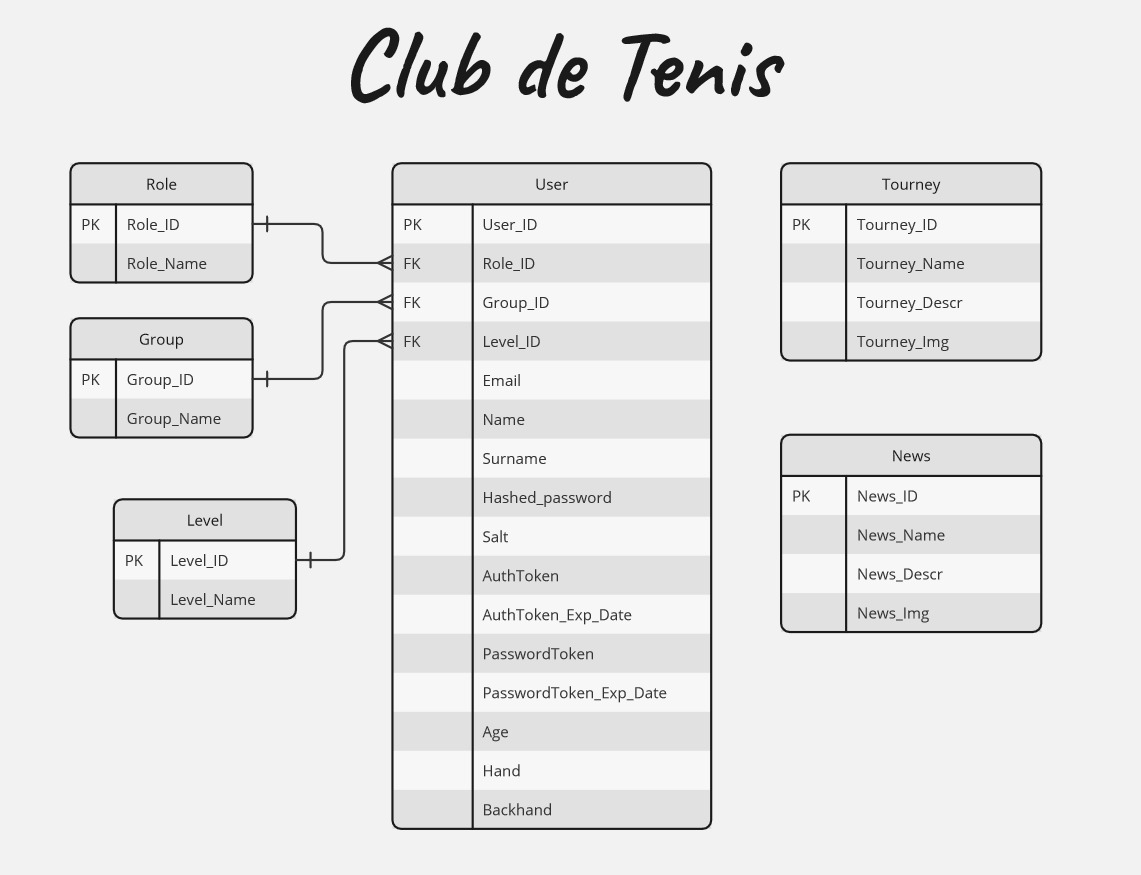 Club de Tenis
Role
PK Role_ID
Role_Name
Group
PK Group_ID
Group_Name
Level
PK Level_ID
Level_Name
User
PK User_ID
FK Role_ID
FK Group_ID
FK Level_ID
Email
Name
Surname
Hashed_password
Salt
AuthToken
AuthToken_Exp_Date
PasswordToken
PasswordToken_Exp_Date
Age
Hand
Backhand
Tourney
PK Tourney_ID
Tourney_Name
Tourney_Descr
Tourney_Img
News
PK News_ID
News_Name
News_Descr
News_Img